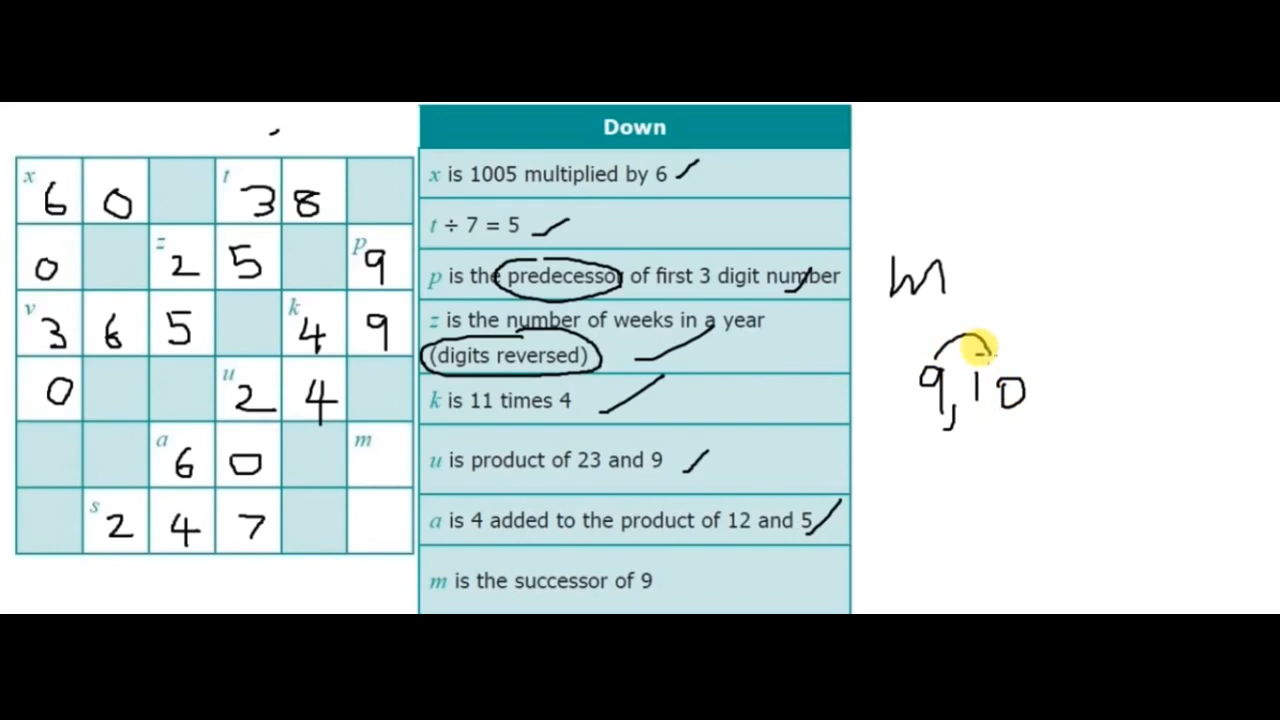 x 6 0 t 3 8
0 z 2 5 p 9
v 3 6 5 k 4 9
0 u 2 4
a 6 0 m
s 2 4 7
Down
x is 1005 multiplied by 6
t ÷ 7 = 5
p is the predecessor of first 3 digit number
z is the number of weeks in a year
(digits reversed)
k is 11 times 4
u is product of 23 and 9
a is 4 added to the product of 12 and 5
m is the successor of 9
m
9, 10